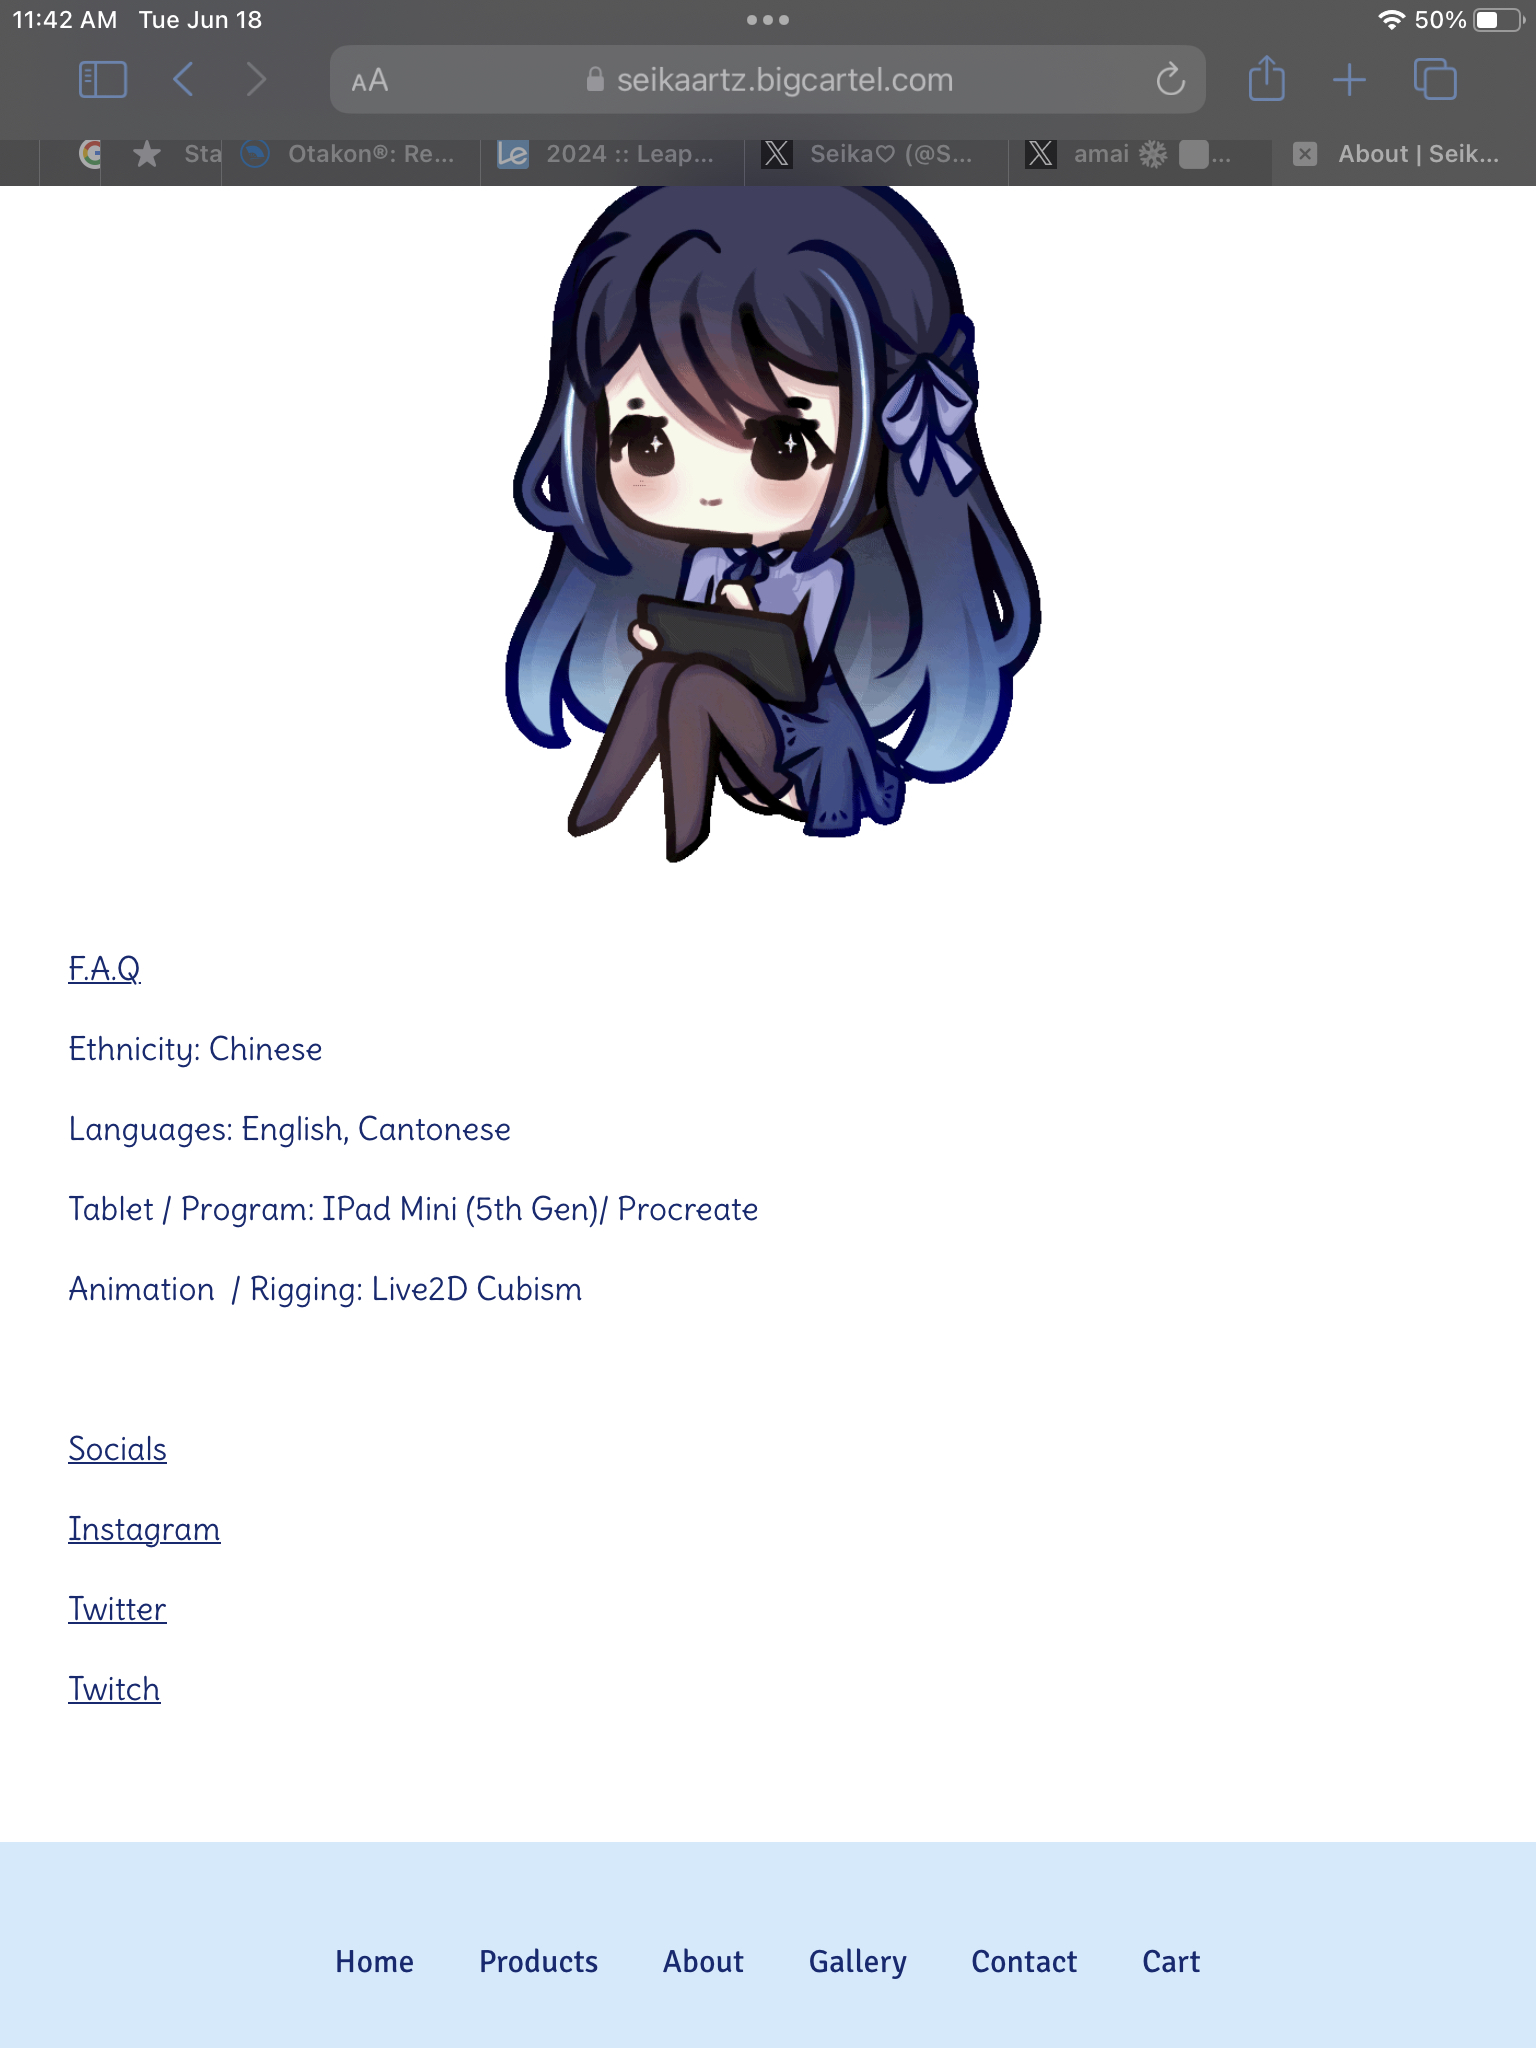 11:42 AM Tue Jun 18
50%
AA
seikaartz.bigcartel.com
Sta
Otakon®: Re...
2024 :: Leap...
Seika♡ (@S...
amai ❄ ...
About | Seik...
F.A.Q
Ethnicity: Chinese
Languages: English, Cantonese
Tablet / Program: IPad Mini (5th Gen)/ Procreate
Animation / Rigging: Live2D Cubism
Socials
Instagram
Twitter
Twitch
Home Products About Gallery Contact Cart